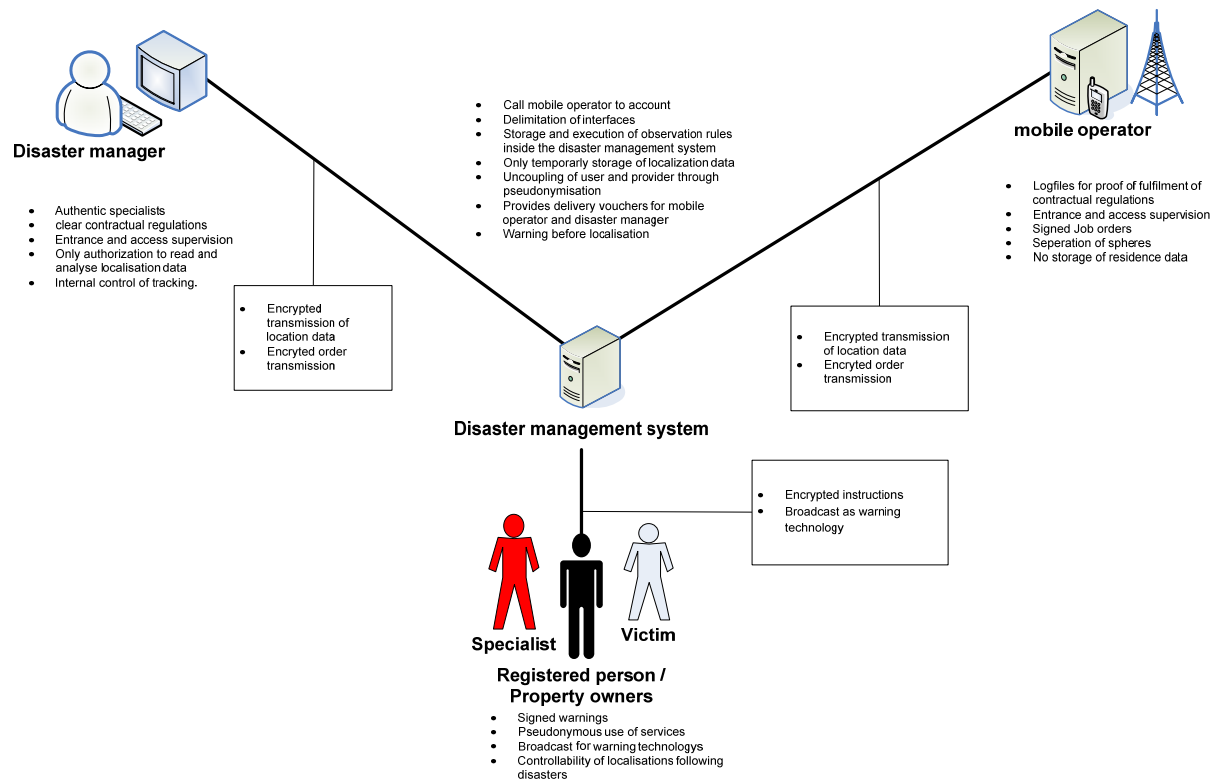 Disaster manager
• Authentic specialists
• clear contractual regulations
• Entrance and access supervision
• Only authorization to read and
analyse localisation data
• Internal control of tracking.
• Encrypted
transmission of
location data
• Encryted order
transmission
• Call mobile operator to account
• Delimitation of interfaces
• Storage and execution of observation rules
inside the disaster management system
• Only temporarly storage of localization data
• Uncoupling of user and provider through
pseudonymisation
• Provides delivery vouchers for mobile
operator and disaster manager
• Warning before localisation
mobile operator
• Logfiles for proof of fulfilment of
contractual regulations
• Entrance and access supervision
• Signed Job orders
• Seperation of spheres
• No storage of residence data
• Encrypted transmission
of location data
• Encryted order
transmission
Disaster management system
• Encrypted instructions
• Broadcast as warning
technology
Specialist
Victim
Registered person /
Property owners
• Signed warnings
• Pseudonymous use of services
• Broadcast for warning technologys
• Controllability of localisations following
disasters